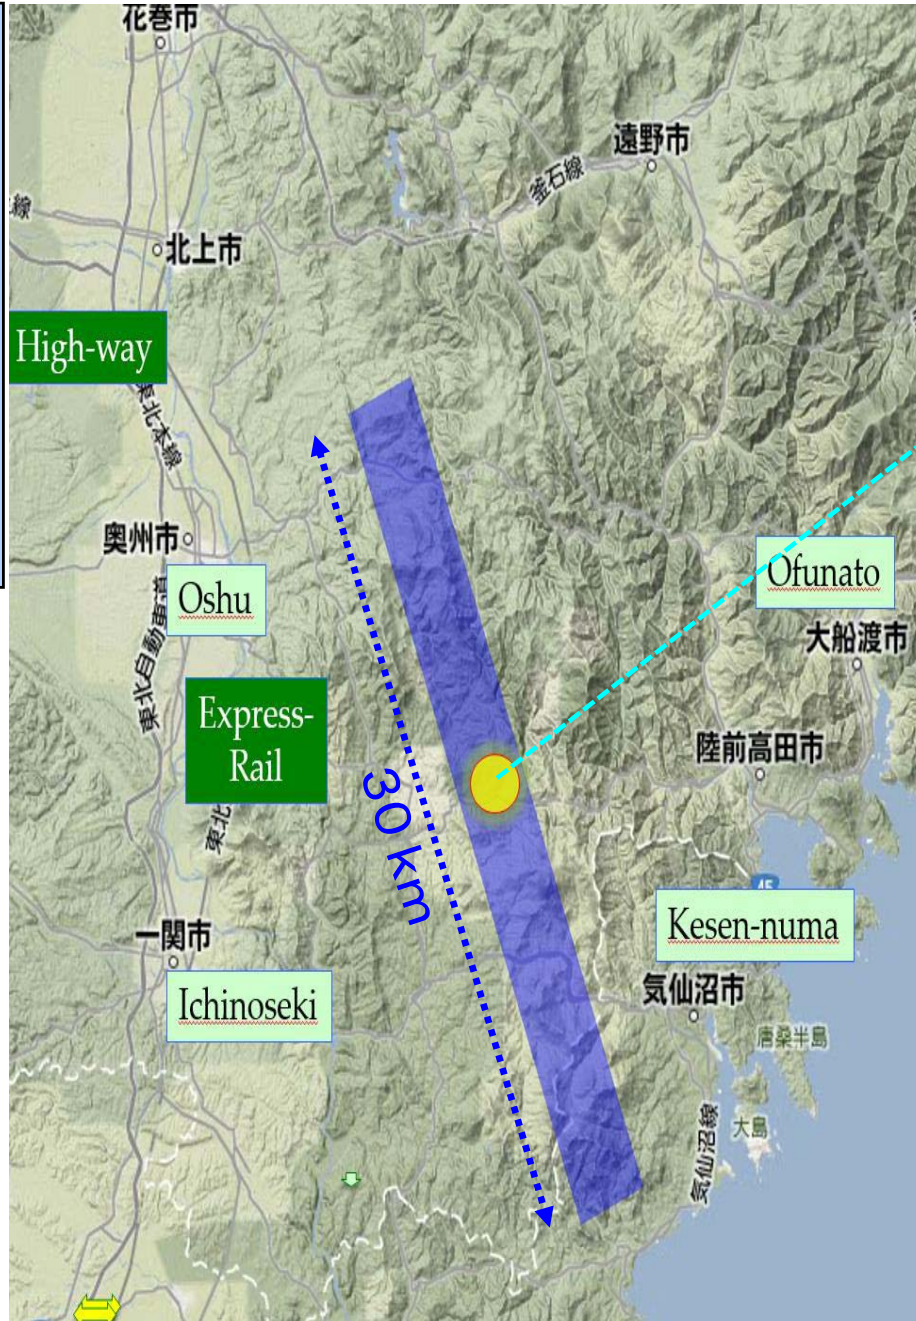 花巻市
遠野市
釜石線
線
北上市
High-way
東北本線
奥州市
Oshu
Ofunato
大船渡市
東北自動車道
Express-
Rail
陸前高田市
30 km
東北
45
一関市
Kesen-numa
Ichinoseki
気仙沼市
唐桑半島
気仙沼線
大島